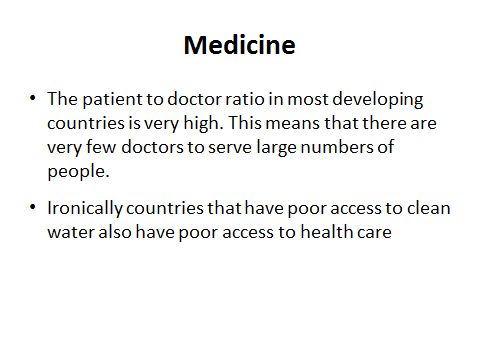 Medicine
• The patient to doctor ratio in most developing
countries is very high. This means that there are
very few doctors to serve large numbers of
people.
• Ironically countries that have poor access to clean
water also have poor access to health care